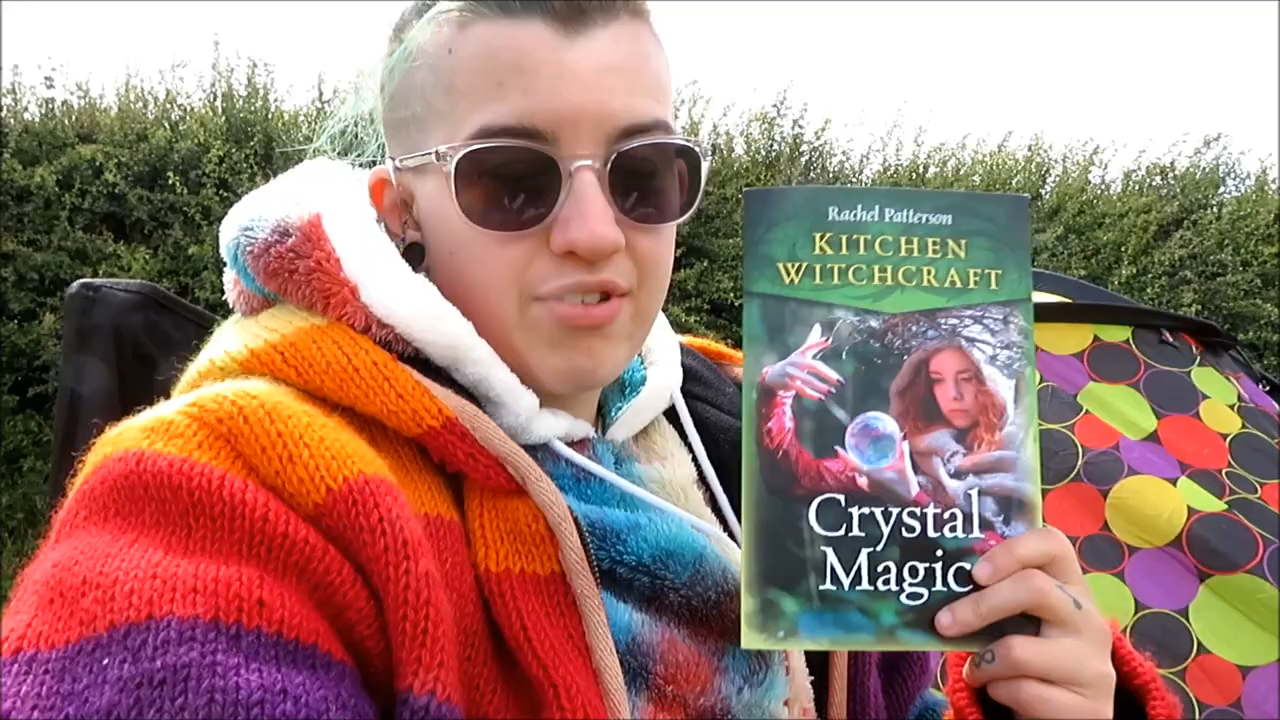 Rachel Patterson
KITCHEN
WITCHCRAFT
Crystal
Magic